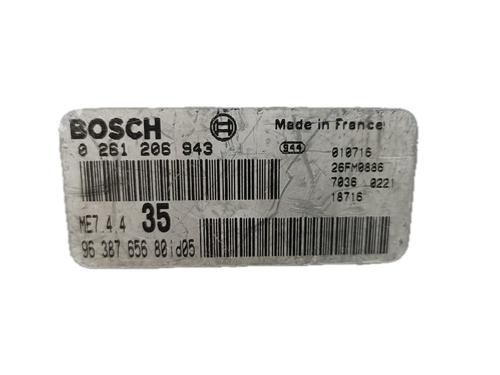 BOSCH
Made in France
0 261 206 943
944
010716
26FM0886
7036 0221
18716
ME7.4.4 35
96 387 656 80id05